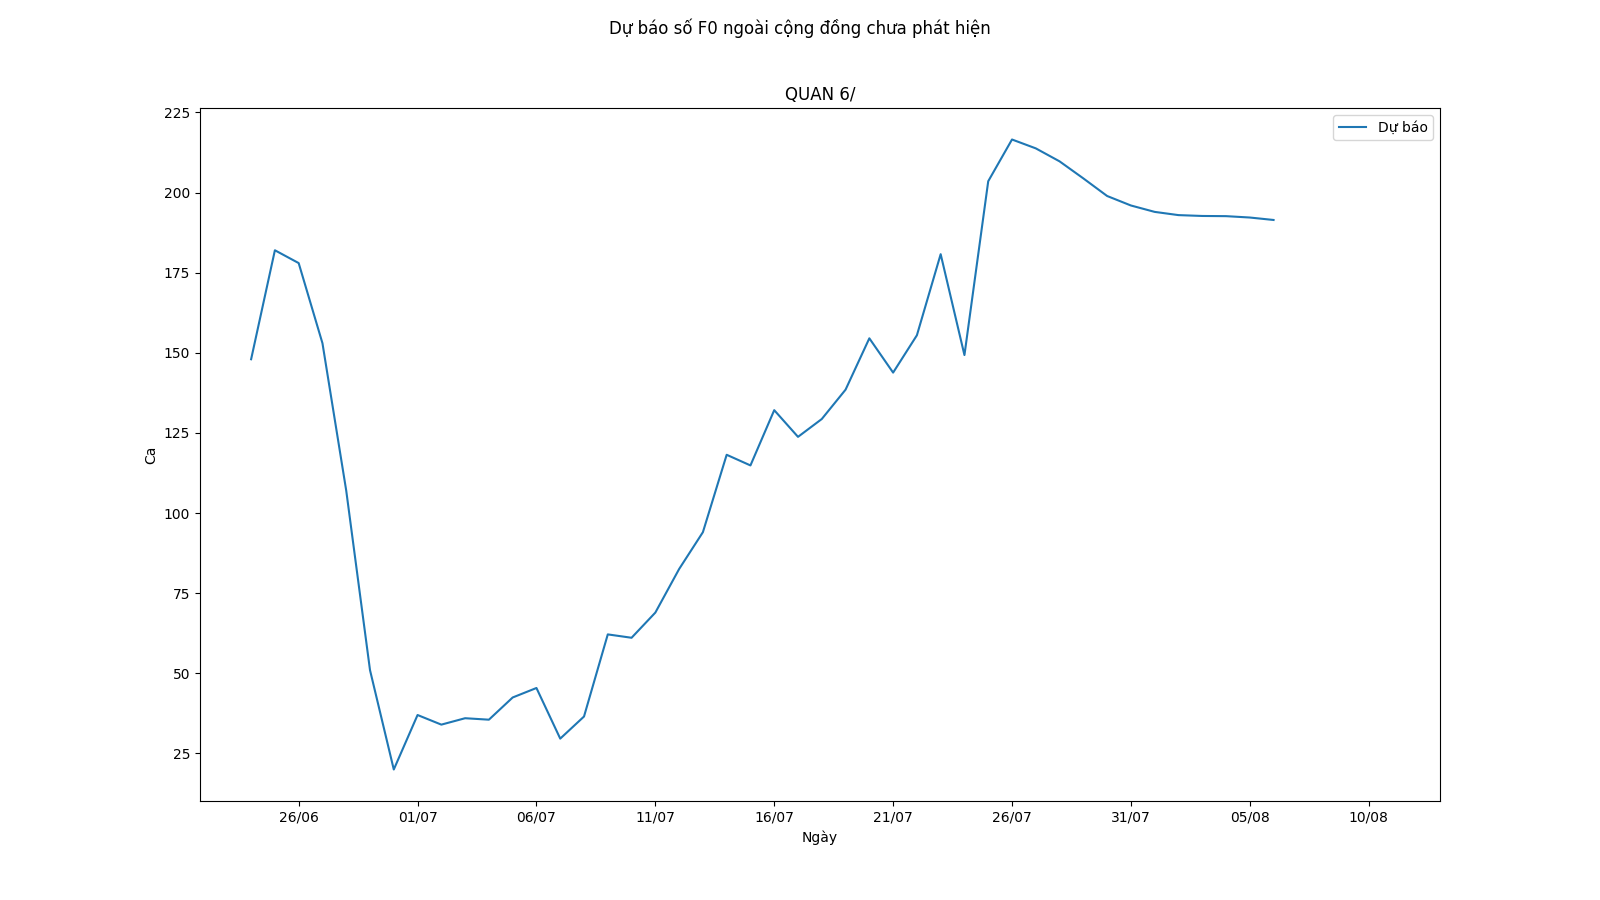 Dự báo số F0 ngoài cộng đồng chưa phát hiện
QUAN 6/
225
200
175
150
125
100
75
50
25
Ca
Dự báo
26/06 01/07 06/07 11/07 16/07 21/07 26/07 31/07 05/08 10/08
Ngày